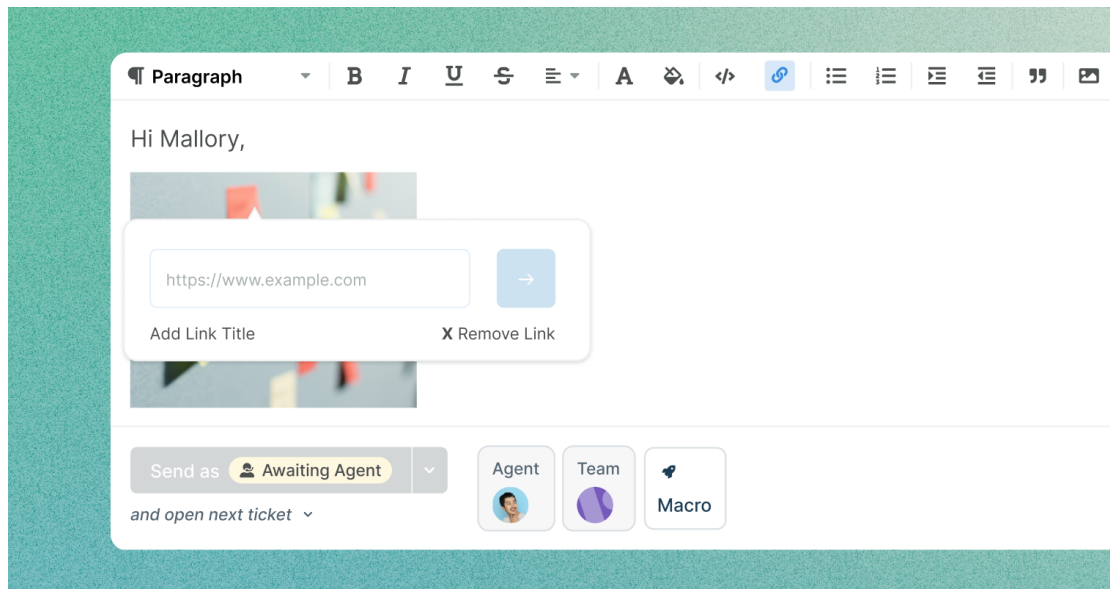 Paragraph
Hi Mallory,
https://www.example.com
Add Link Title
X Remove Link
Send as Awaiting Agent
and open next ticket
Agent
Team
Macro